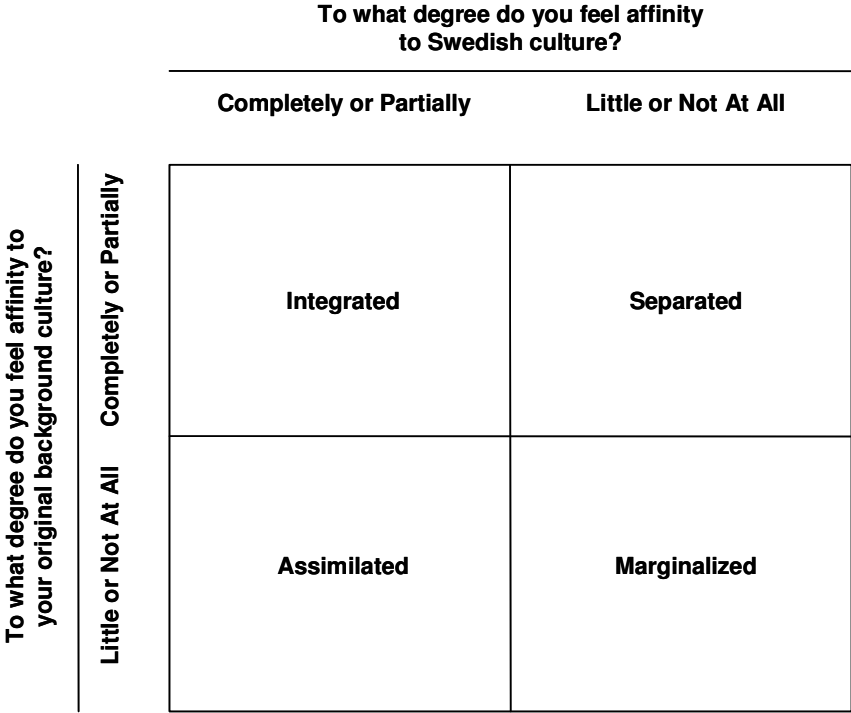 To what degree do you feel affinity
to Swedish culture?
Completely or Partially
Little or Not At All
To what degree do you feel affinity to
your original background culture?
Completely or Partially
Little or Not At All
Integrated
Separated
Assimilated
Marginalized